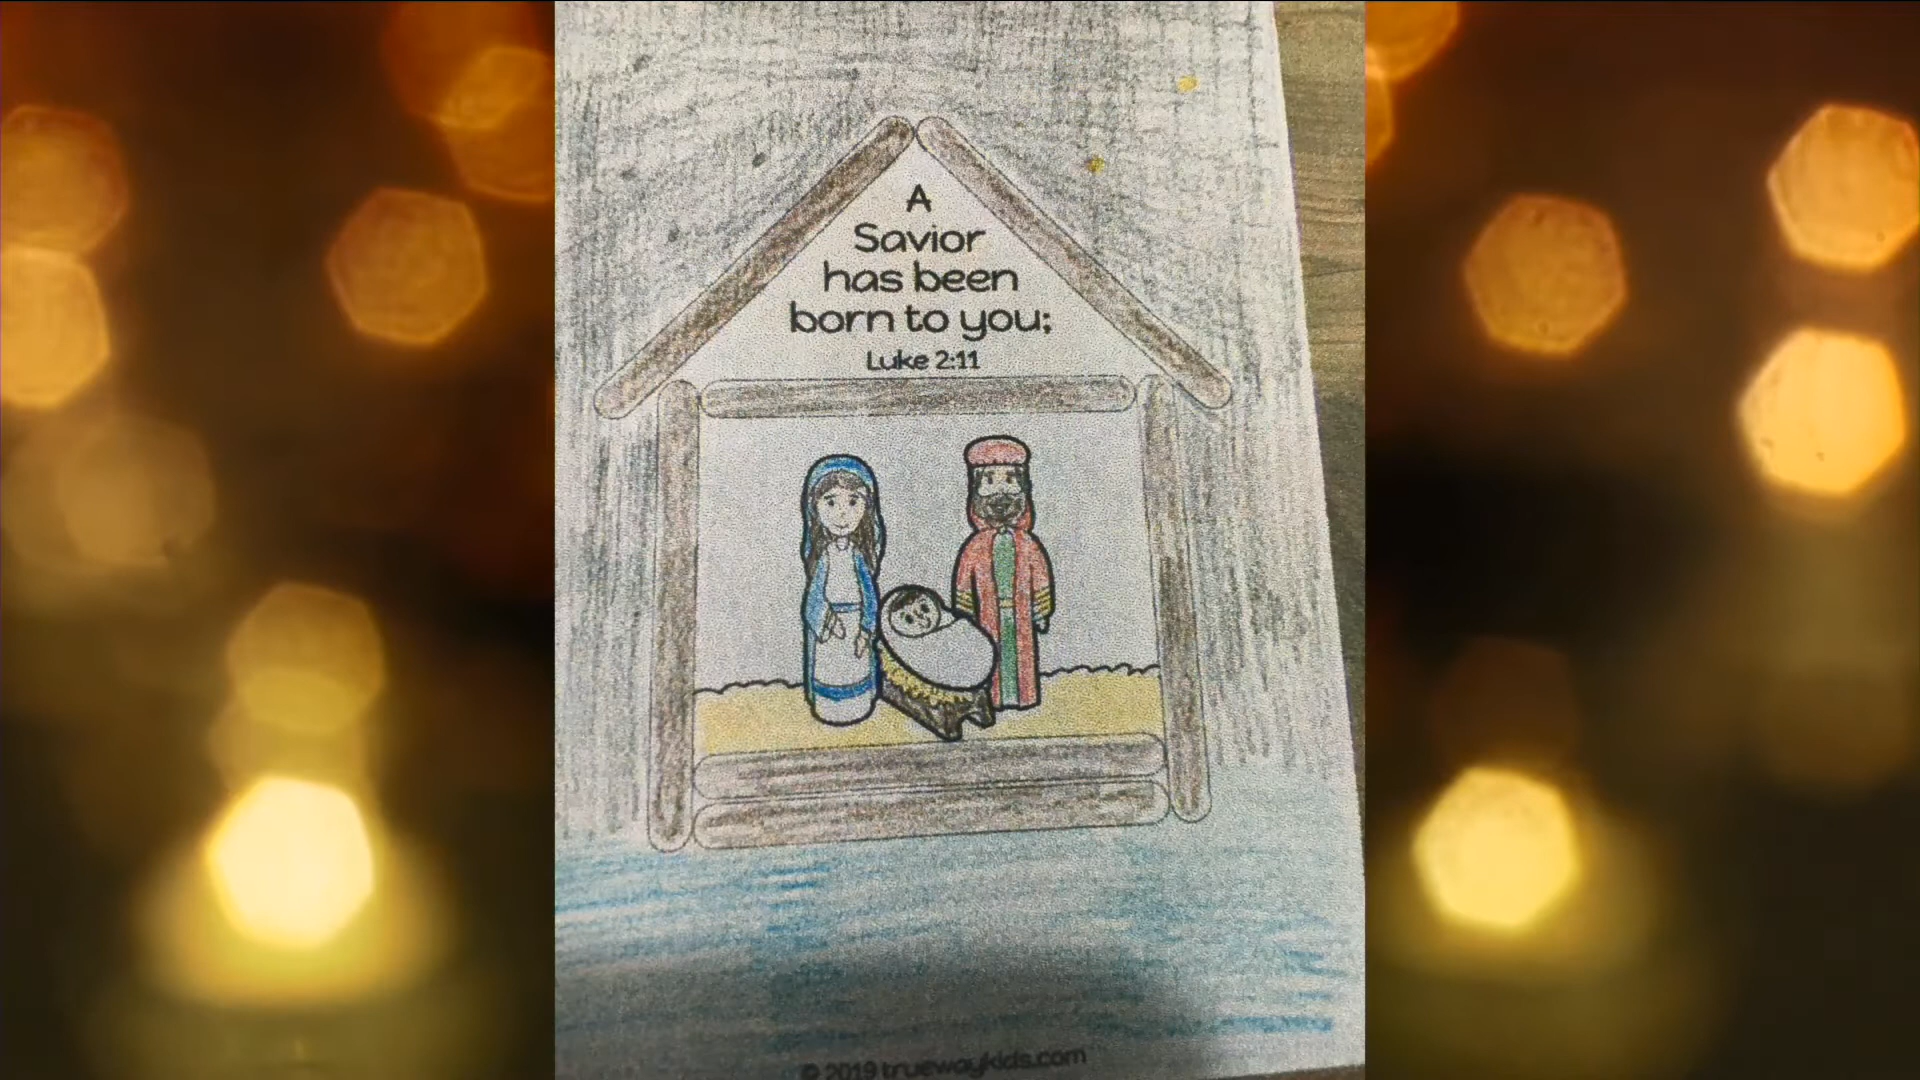 A
Savior
has been
born to you;
Luke 2:11
© 2019 truewaykids.com